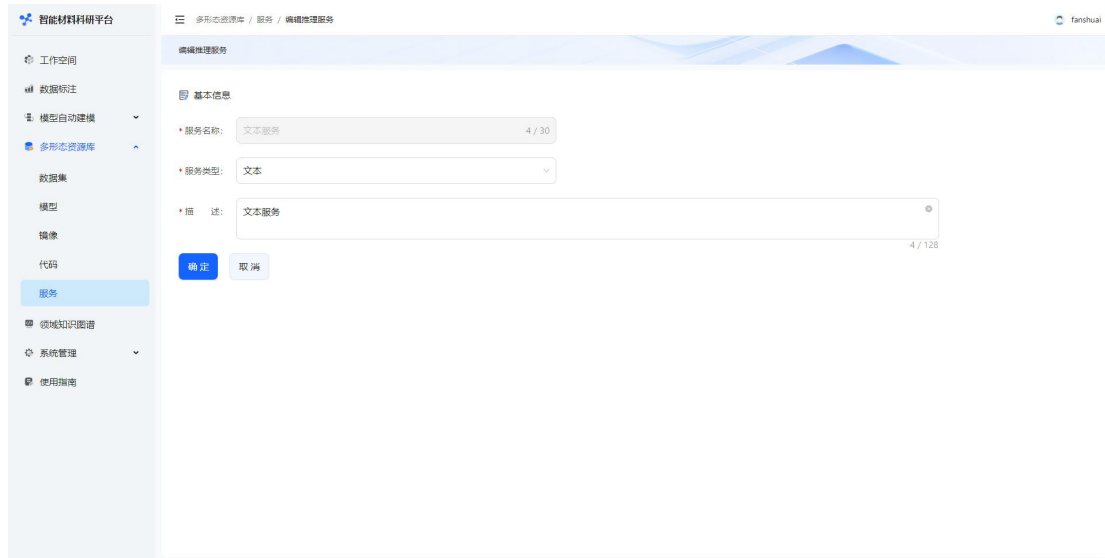 智能材料科研平台
多形态资源库 / 服务 / 编辑推理服务
fanshuai
工作空间
数据标注
模型自动建模
多形态资源库
数据集
模型
镜像
代码
服务
领域知识图谱
系统管理
使用指南
编辑推理服务
基本信息
* 服务名称: 文本服务 4 / 30
* 服务类型: 文本
* 描 述: 文本服务
4 / 128
确 定 取 消